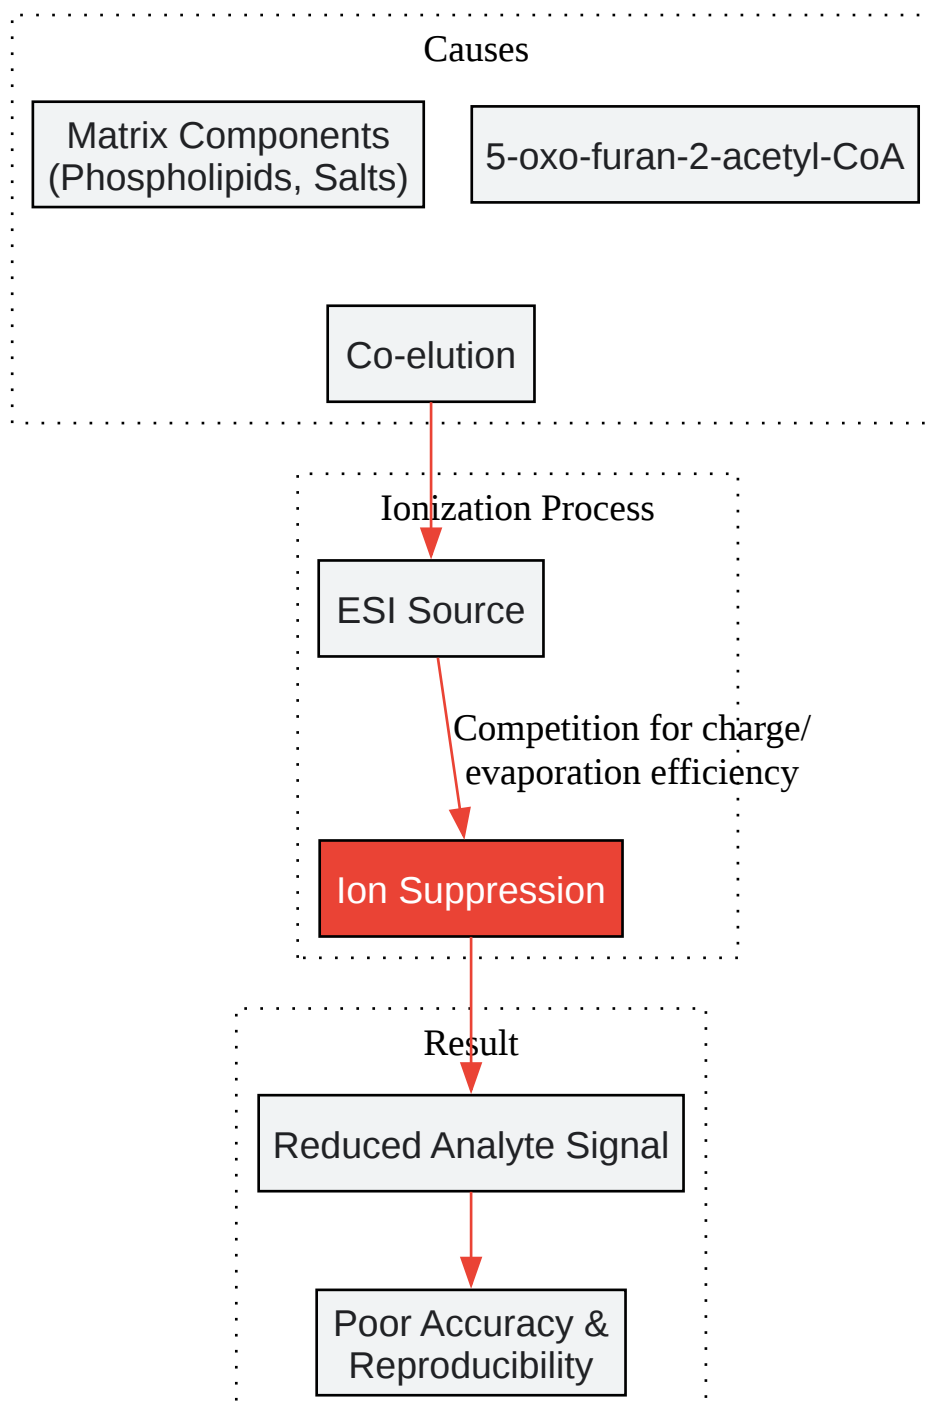 Causes
Matrix Components
(Phospholipids, Salts)
5-oxo-furan-2-acetyl-CoA
Co-elution
Ionization Process
ESI Source
Competition for charge/
evaporation efficiency
Ion Suppression
Result
Reduced Analyte Signal
Poor Accuracy &
Reproducibility